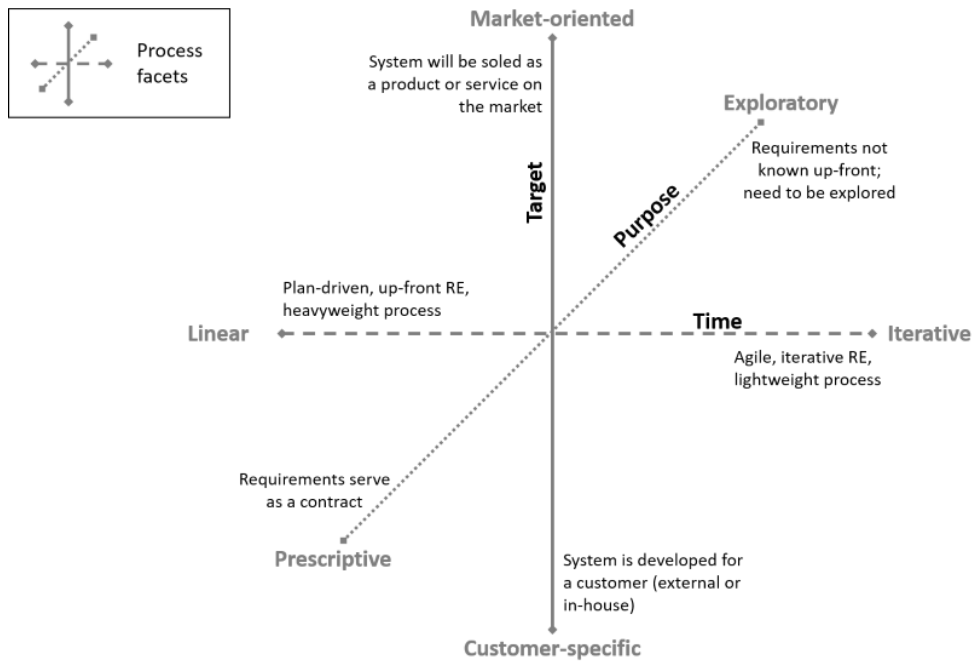 Process
facets
Market-oriented
System will be soled as
a product or service on
the market
Exploratory
Requirements not
known up-front;
need to be explored
Target
Purpose
Plan-driven, up-front RE,
heavyweight process
Linear
Time
Iterative
Agile, iterative RE,
lightweight process
Requirements serve
as a contract
Prescriptive
System is developed for
a customer (external or
in-house)
Customer-specific